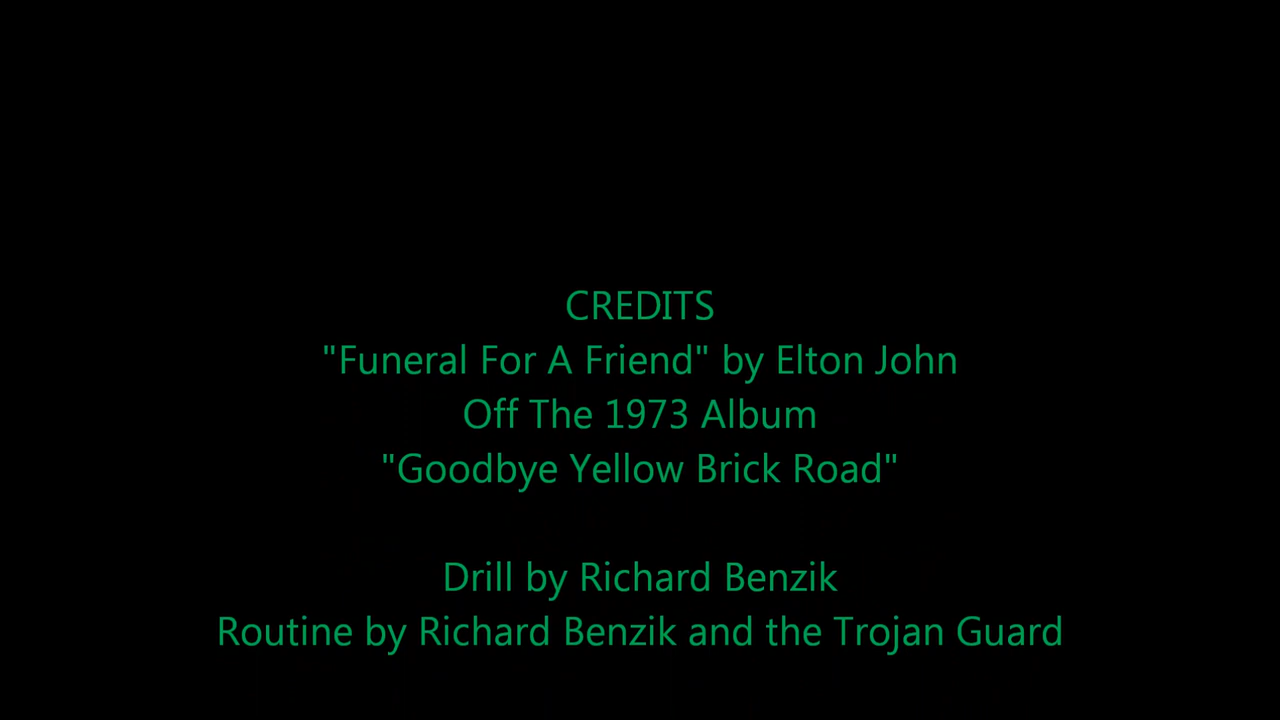 CREDITS
"Funeral For A Friend" by Elton John
Off The 1973 Album
"Goodbye Yellow Brick Road"
Drill by Richard Benzik
Routine by Richard Benzik and the Trojan Guard